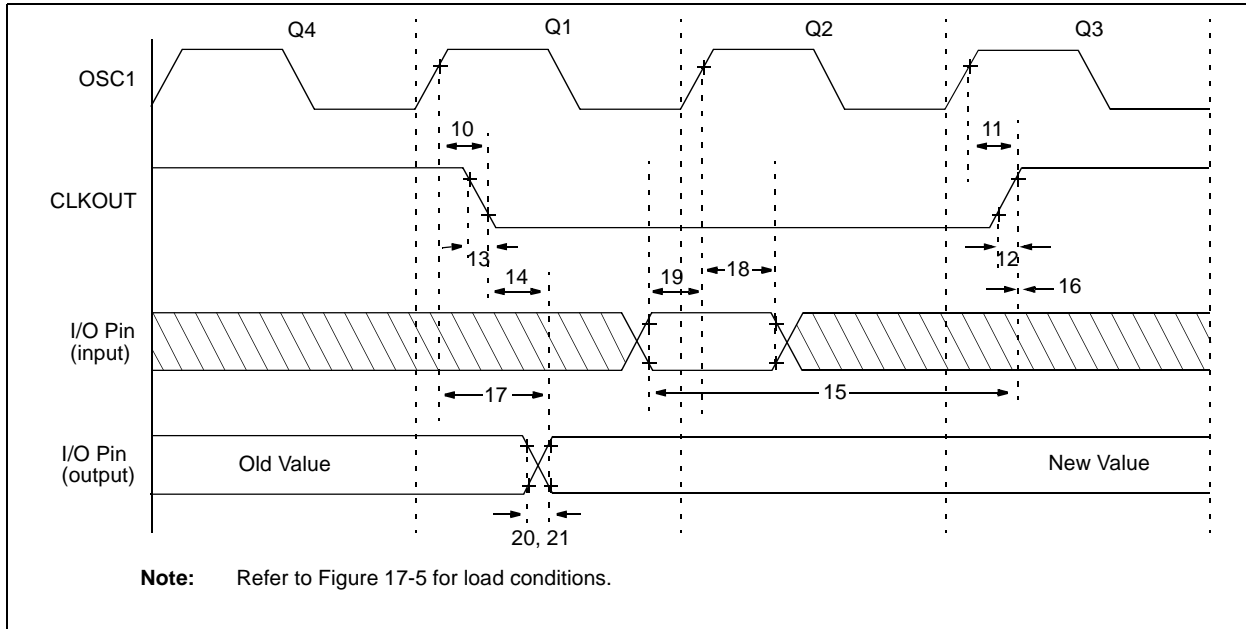 Q4 Q1 Q2 Q3
OSC1
10 11
CLKOUT
13 12
14 19 18 16
I/O Pin
(input)
17 15
I/O Pin
(output)
Old Value New Value
20, 21
Note: Refer to Figure 17-5 for load conditions.